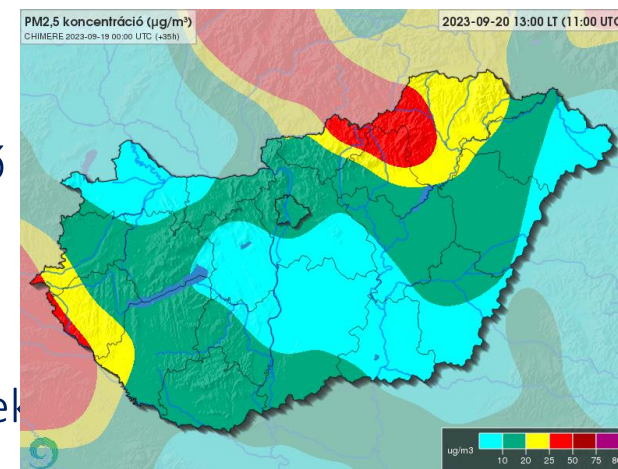 PM2,5 koncentráció (µg/m³)
CHIMERE 2023-09-19 00:00 UTC (+35h)
2023-09-20 13:00 LT (11:00 UTC
ug/m3
10 20 25 50 75 80